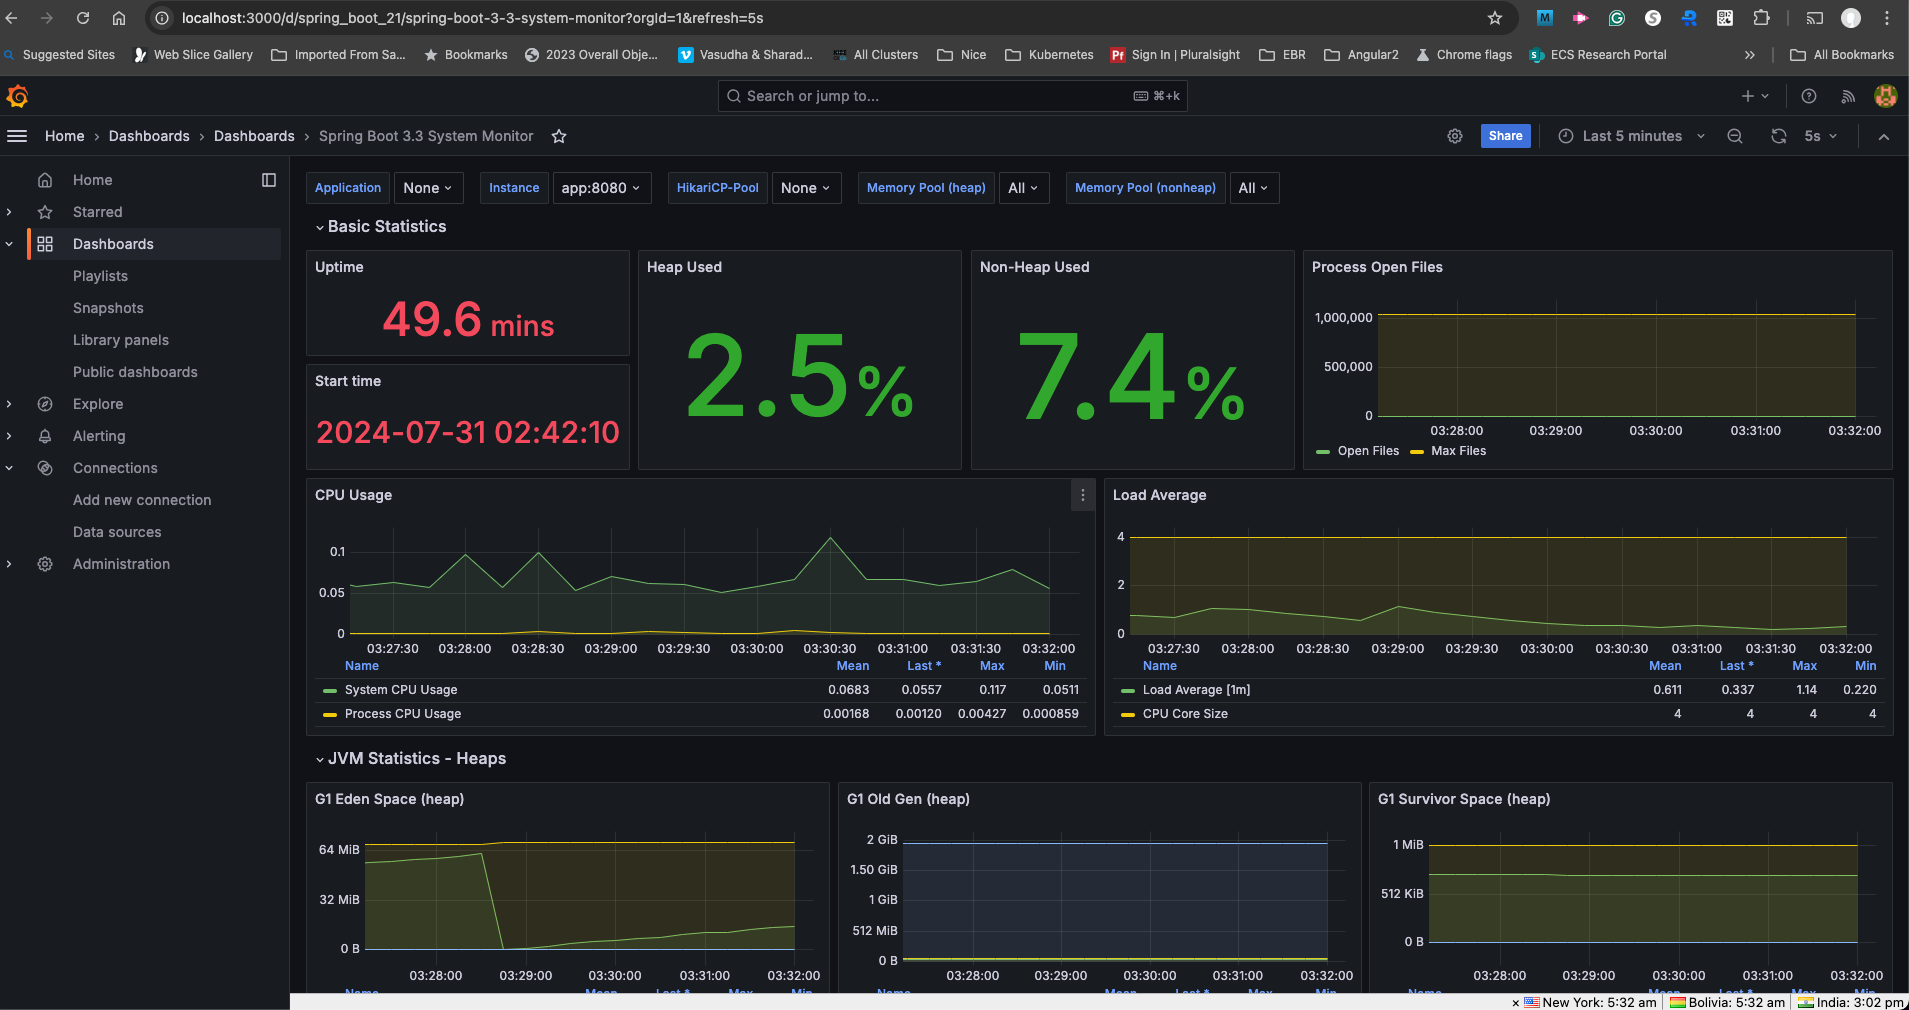 localhost:3000/d/spring_boot_21/spring-boot-3-3-system-monitor?orgId=1&refresh=5s
Suggested Sites Web Slice Gallery Imported From Sa... Bookmarks 2023 Overall Obje... Vasudha & Sharad... All Clusters Nice Kubernetes Sign In | Pluralsight EBR Angular2 Chrome flags ECS Research Portal » All Bookmarks
Search or jump to... ⌘+k
Home › Dashboards › Dashboards › Spring Boot 3.3 System Monitor Share Last 5 minutes 5s
Home
Starred
Dashboards
Playlists
Snapshots
Library panels
Public dashboards
Explore
Alerting
Connections
Add new connection
Data sources
Administration
Application None Instance app:8080 HikariCP-Pool None Memory Pool (heap) All Memory Pool (nonheap) All
Basic Statistics
Uptime
49.6 mins
Start time
2024-07-31 02:42:10
Heap Used
2.5%
Non-Heap Used
7.4%
Process Open Files
1,000,000
500,000
0
03:28:00 03:29:00 03:30:00 03:31:00 03:32:00
Open Files Max Files
CPU Usage
0.1
0.05
0
03:27:30 03:28:00 03:28:30 03:29:00 03:29:30 03:30:00 03:30:30 03:31:00 03:31:30 03:32:00
Name Mean Last * Max Min
System CPU Usage 0.0683 0.0557 0.117 0.0511
Process CPU Usage 0.00168 0.00120 0.00427 0.000859
Load Average
4
2
0
03:27:30 03:28:00 03:28:30 03:29:00 03:29:30 03:30:00 03:30:30 03:31:00 03:31:30 03:32:00
Name Mean Last * Max Min
Load Average [1m] 0.611 0.337 1.14 0.220
CPU Core Size 4 4 4 4
JVM Statistics - Heaps
G1 Eden Space (heap)
64 MiB
32 MiB
0 B
03:28:00 03:29:00 03:30:00 03:31:00 03:32:00
Name Mean Last * Max Min
G1 Old Gen (heap)
2 GiB
1.50 GiB
1 GiB
512 MiB
0 B
03:28:00 03:29:00 03:30:00 03:31:00 03:32:00
Name Mean Last * Max Min
G1 Survivor Space (heap)
1 MiB
512 KiB
0 B
03:28:00 03:29:00 03:30:00 03:31:00 03:32:00
Name Mean Last * Max Min
× New York: 5:32 am Bolivia: 5:32 am India: 3:02 pm